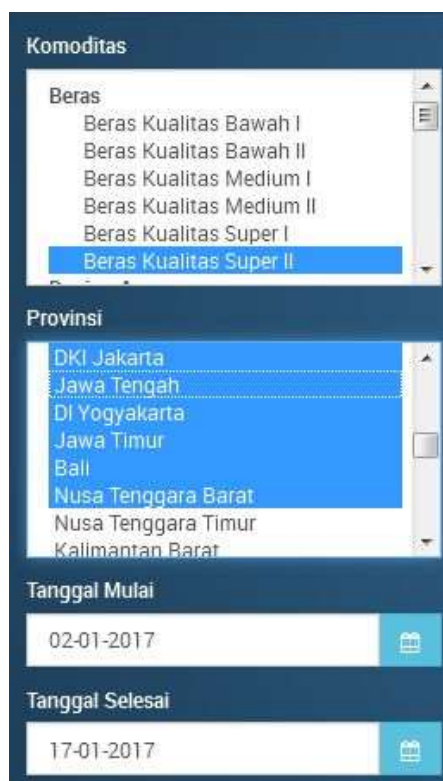 Komoditas
Beras
Beras Kualitas Bawah I
Beras Kualitas Bawah II
Beras Kualitas Medium I
Beras Kualitas Medium II
Beras Kualitas Super I
Beras Kualitas Super II
Provinsi
DKI Jakarta
Jawa Tengah
DI Yogyakarta
Jawa Timur
Bali
Nusa Tenggara Barat
Nusa Tenggara Timur
Kalimantan Barat
Tanggal Mulai
02-01-2017
Tanggal Selesai
17-01-2017